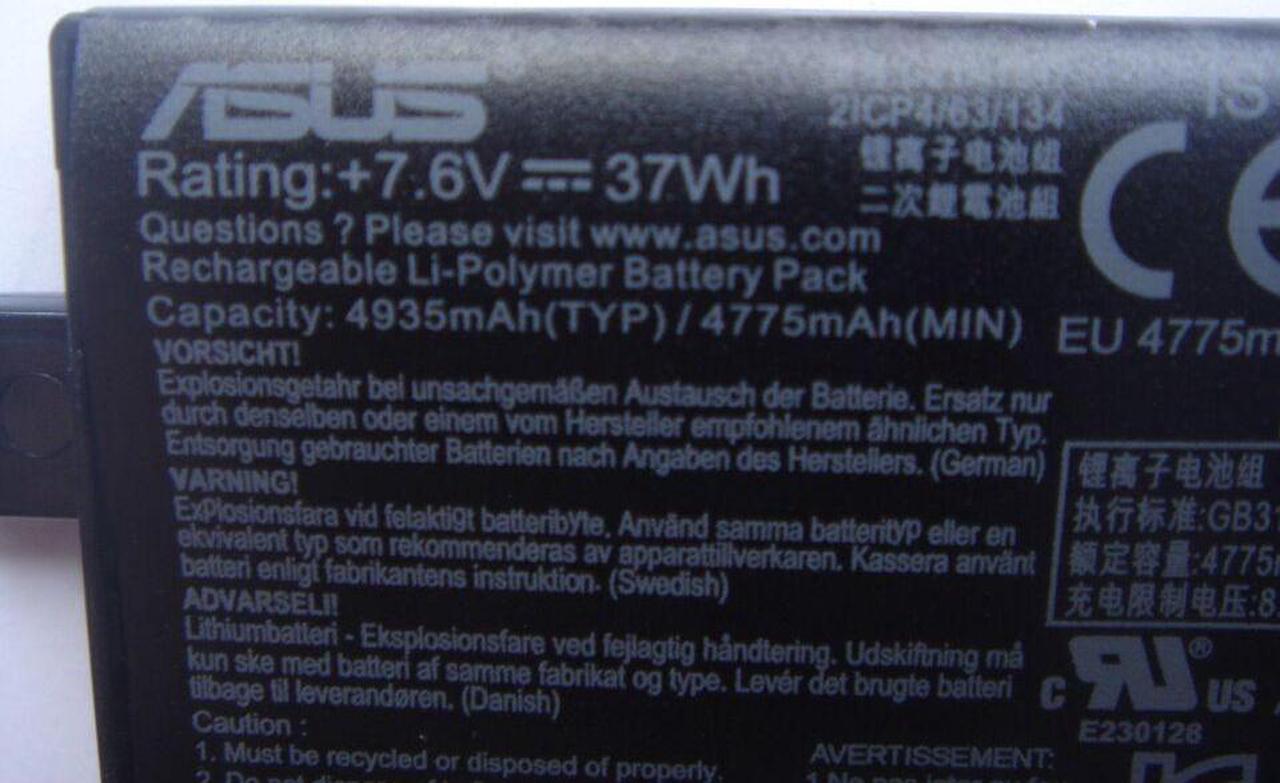 ASUS
2ICP4/63/134
IS
锂离子电池组
二次鋰電池組
CE
Rating:+7.6V 37Wh
Questions ? Please visit www.asus.com
Rechargeable Li-Polymer Battery Pack
Capacity: 4935mAh(TYP) / 4775mAh(MIN)
EU 4775m
VORSICHT!
Explosionsgetahr bei unsachgemäßen Austausch der Batterie. Ersatz nur
durch denselben oder einem vom Hersteller empfohlenem ähnlichen Typ.
Entsorgung gebrauchter Batterien nach Angaben des Herstellers. (German)
VARNING!
Explosionsfara vid felaktigt batteribyte. Använd samma batterityp eller en
ekvivalent typ som rekommenderas av apparattillverkaren. Kassera använt
batteri enligt fabrikantens instruktion. (Swedish)
ADVARSELI!
Lithiumbatteri - Eksplosionsfare ved fejlagtig håndtering. Udskiftning må
kun ske med batteri af samme fabrikat og type. Levér det brugte batteri
tilbage til leverandøren. (Danish)
Caution :
1. Must be recycled or disposed of properly.
锂离子电池组
执行标准:GB31
额定容量:4775
充电限制电压:8
C RU ® US
E230128
AVERTISSEMENT: